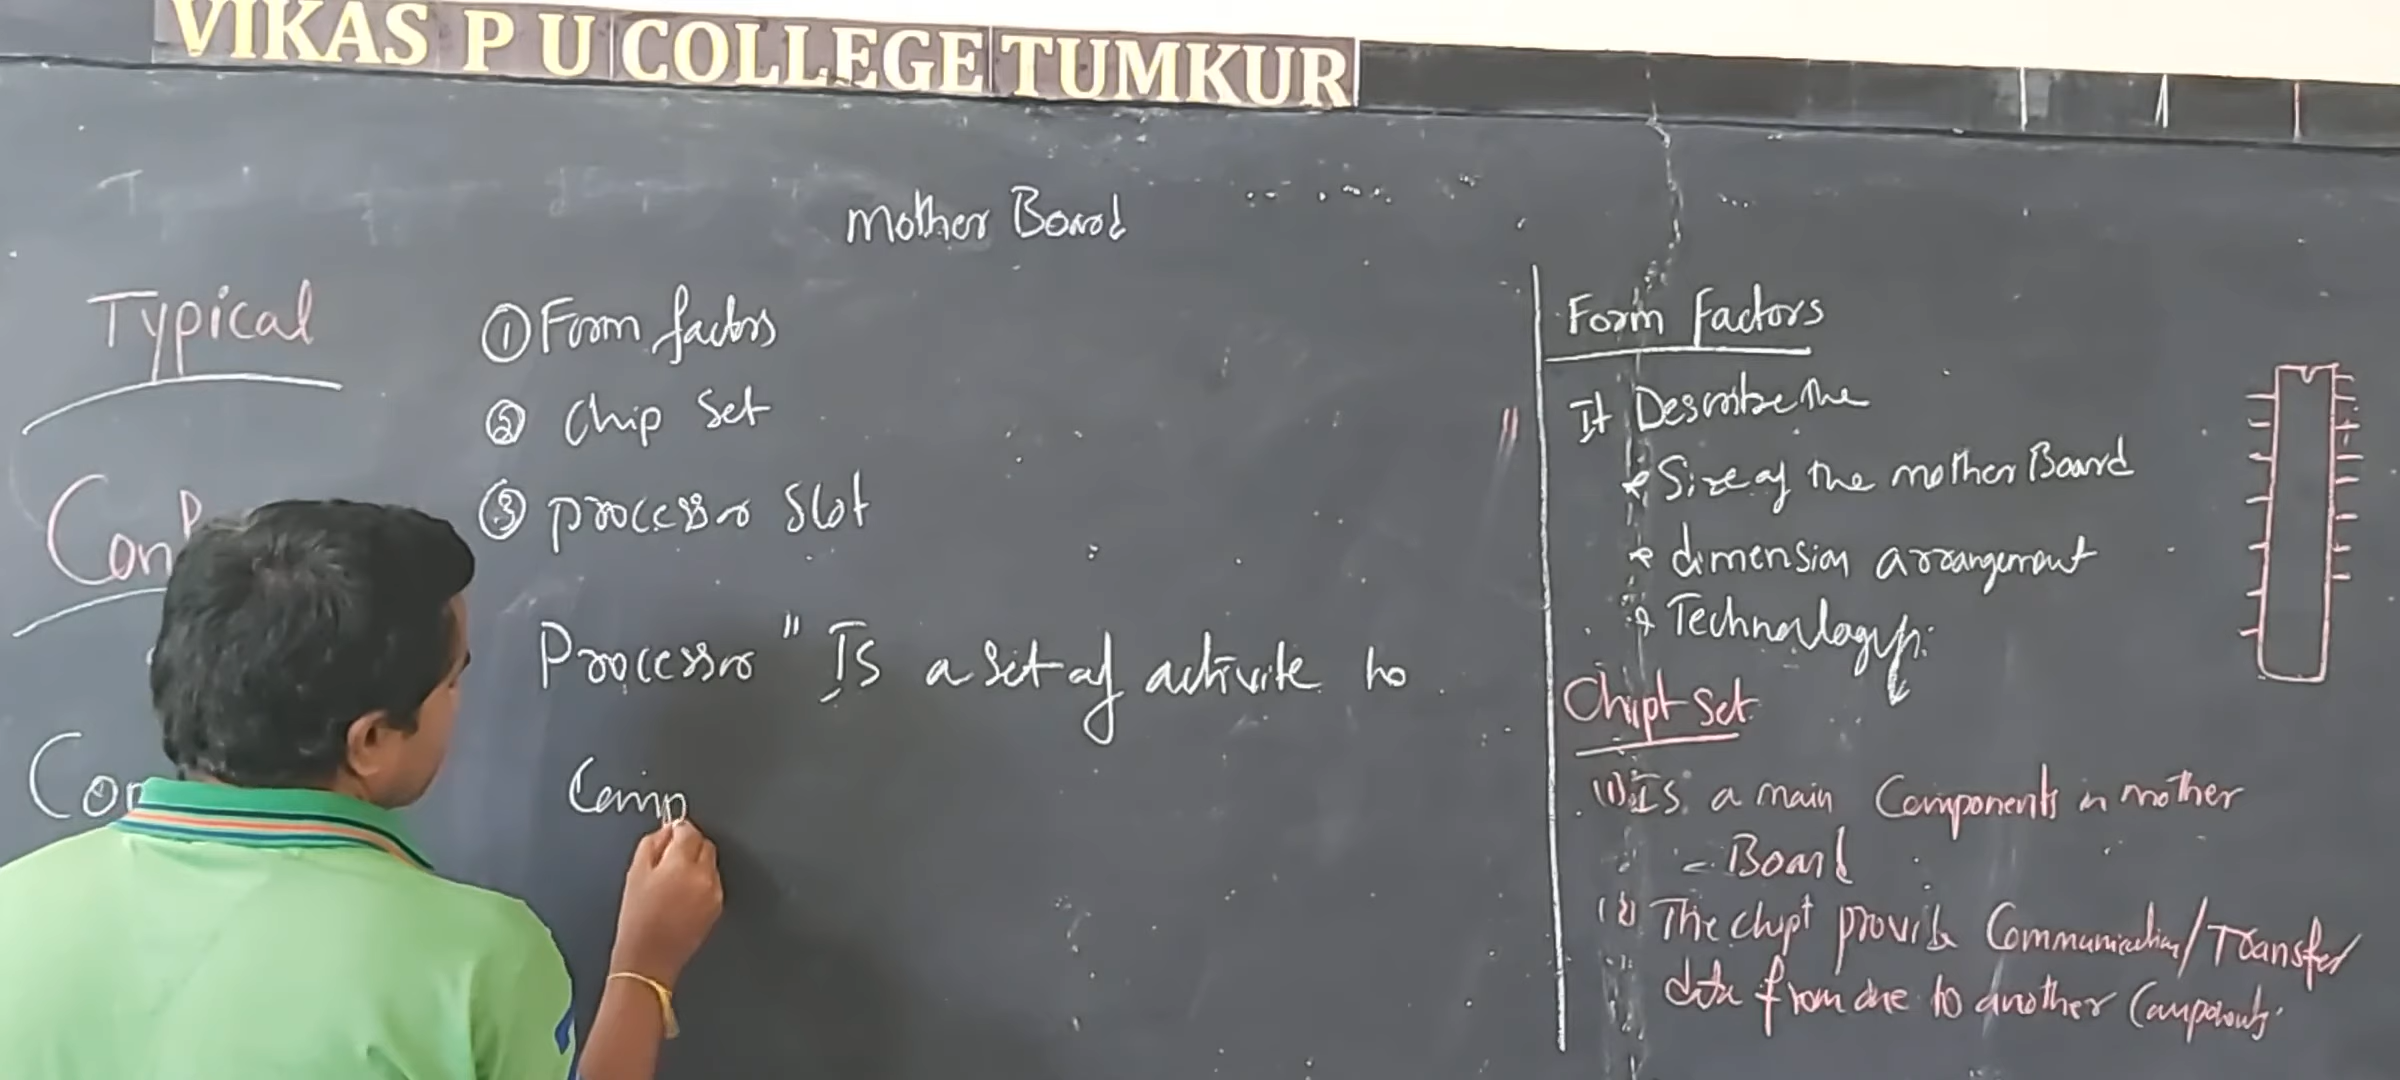 VIKAS P U COLLEGE TUMKUR
Mother Board
Typical
① Form factors
② Chip Set
③ processor Slot
Con
Processor " Is a set of activite to
Comp
Con
Form Factors
It Describe the
* Size of the mother Board
* dimension arrangement
* Technology
Chipt Set
(1) Is a main Components in mother
- Board
(2) The chipt provide Communication/Transfer
data from one to another Components